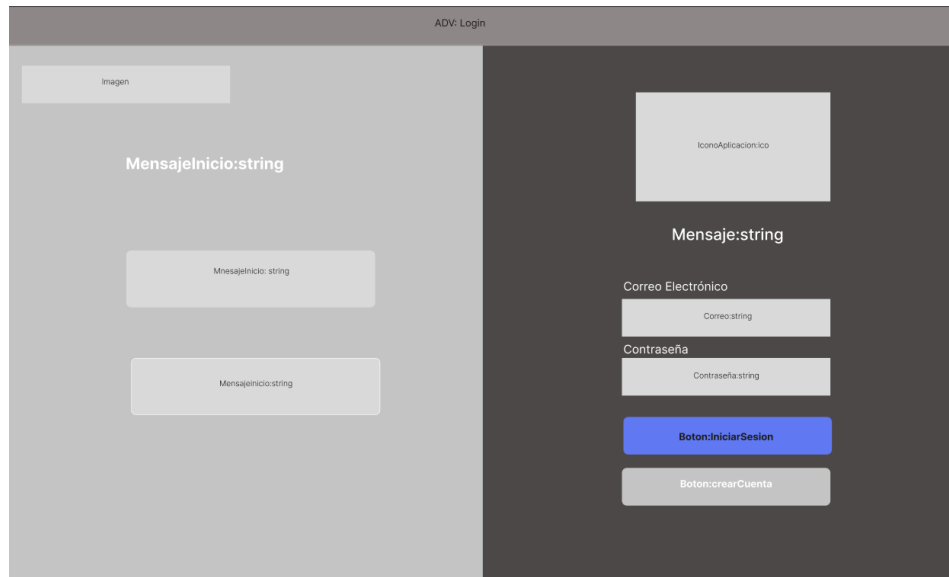 ADV: Login
Imagen
MensajeInicio:string
MnesajeInicio: string
Mensajeinicio:string
IconoAplicacion:ico
Mensaje:string
Correo Electrónico
Correo:string
Contraseña
Contraseña:string
Boton:IniciarSesion
Boton:crearCuenta